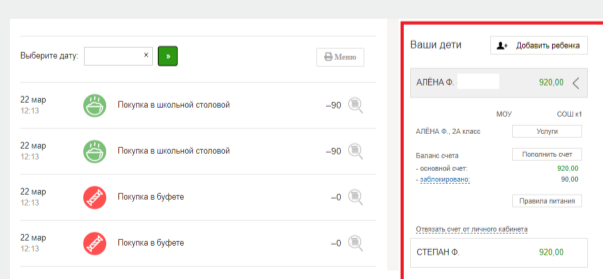 Выберите дату:
×
»
Меню
22 мар
12:13
Покупка в школьной столовой
–90
22 мар
12:13
Покупка в школьной столовой
–90
22 мар
12:13
Покупка в буфете
–0
22 мар
12:13
Покупка в буфете
–0
Ваши дети
Добавить ребенка
АЛЁНА Ф.
920,00
МОУ СОШ к1
АЛЁНА Ф., 2А класс
Услуги
Баланс счета
Пополнить счет
- основной счет: 920,00
- заблокировано: 90,00
Правила питания
Отвязать счет от личного кабинета
СТЕПАН Ф.
920,00